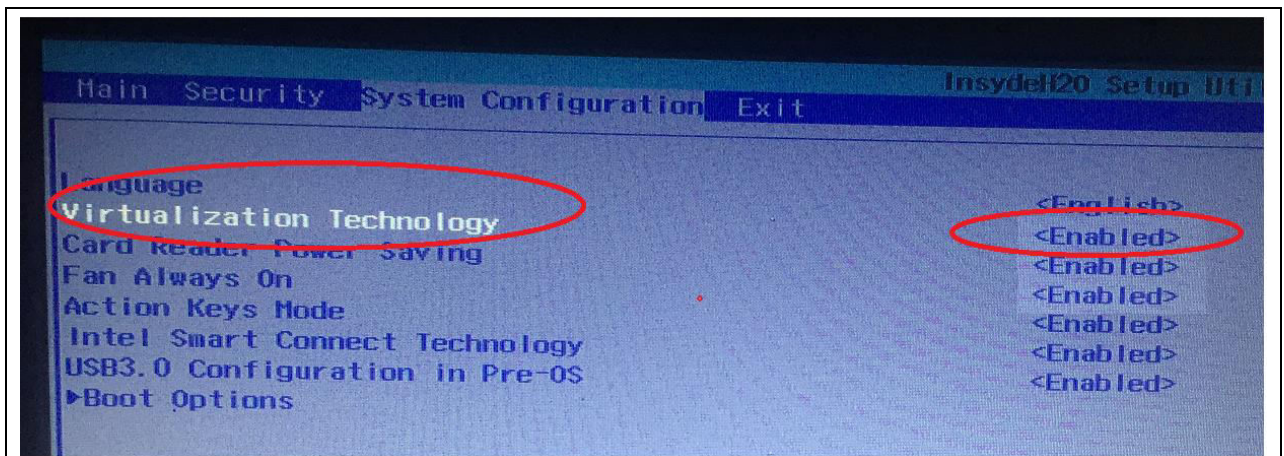 InsydeH20 Setup Uti
Main Security System Configuration Exit
Language <English>
Virtualization Technology <Enabled>
Card Reader Power Saving <Enabled>
Fan Always On <Enabled>
Action Keys Mode <Enabled>
Intel Smart Connect Technology <Enabled>
USB3.0 Configuration in Pre-OS <Enabled>
▶Boot Options